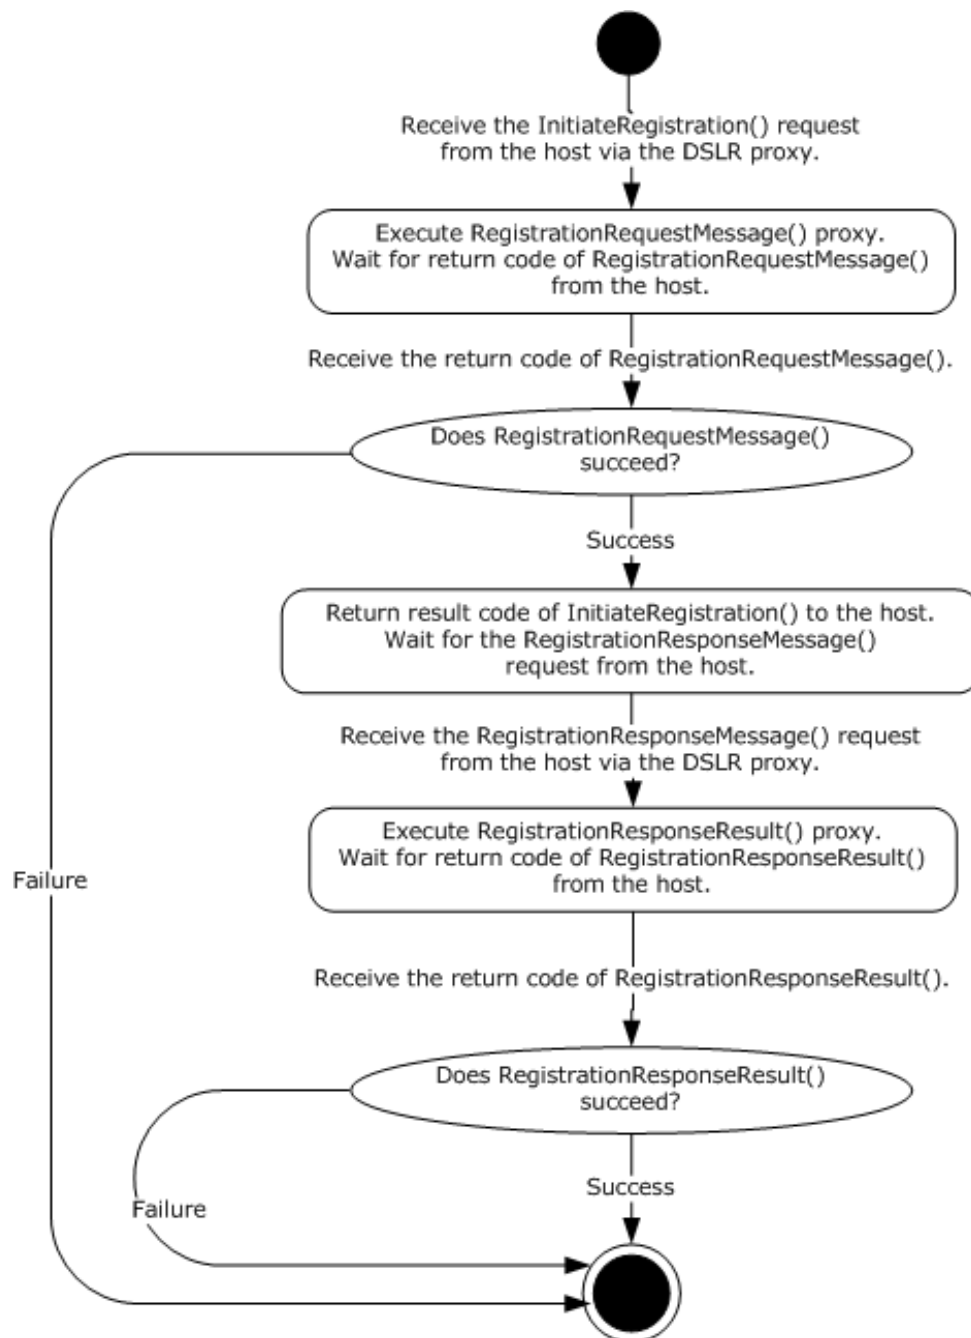 Receive the InitiateRegistration() request
from the host via the DSLR proxy.
Execute RegistrationRequestMessage() proxy.
Wait for return code of RegistrationRequestMessage()
from the host.
Receive the return code of RegistrationRequestMessage().
Does RegistrationRequestMessage()
succeed?
Success
Return result code of InitiateRegistration() to the host.
Wait for the RegistrationResponseMessage()
request from the host.
Receive the RegistrationResponseMessage() request
from the host via the DSLR proxy.
Execute RegistrationResponseResult() proxy.
Wait for return code of RegistrationResponseResult()
from the host.
Failure
Receive the return code of RegistrationResponseResult().
Does RegistrationResponseResult()
succeed?
Success
Failure